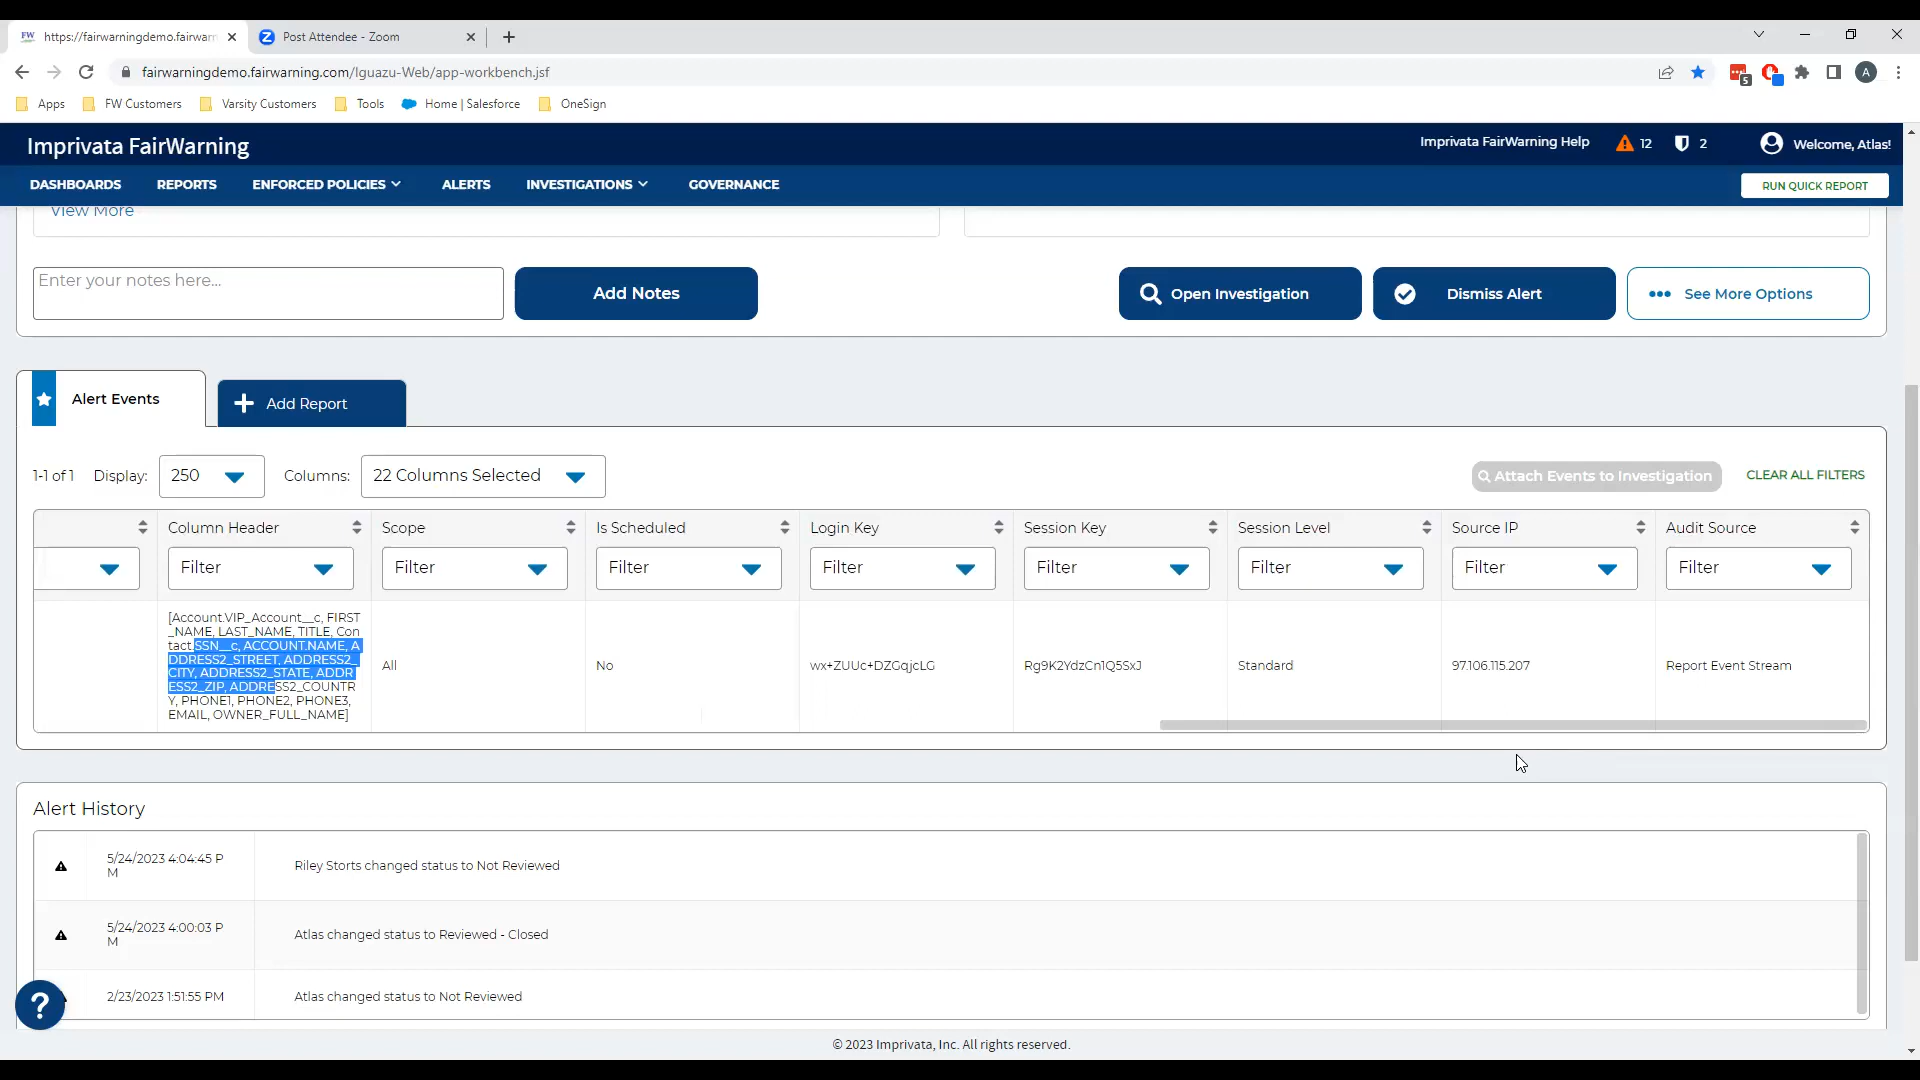 FW https://fairwarningdemo.fairwarn
Post Attendee - Zoom
fairwarningdemo.fairwarning.com/Iguazu-Web/app-workbench.jsf
5
A
Apps
FW Customers
Varsity Customers
Tools
Home | Salesforce
OneSign
Imprivata FairWarning
Imprivata FairWarning Help
12
2
Welcome, Atlas!
DASHBOARDS
REPORTS
ENFORCED POLICIES
ALERTS
INVESTIGATIONS
GOVERNANCE
RUN QUICK REPORT
View More
Enter your notes here...
Add Notes
Open Investigation
Dismiss Alert
See More Options
Alert Events
Add Report
1-1 of 1
Display:
250
Columns:
22 Columns Selected
Attach Events to Investigation
CLEAR ALL FILTERS
Column Header
Scope
Is Scheduled
Login Key
Session Key
Session Level
Source IP
Audit Source
Filter
Filter
Filter
Filter
Filter
Filter
Filter
Filter
[Account.VIP_Account__c, FIRST
_NAME, LAST_NAME, TITLE, Con
tact.SSN__c, ACCOUNT.NAME, A
DDRESS2_STREET, ADDRESS2_
CITY, ADDRESS2_STATE, ADDR
ESS2_ZIP, ADDRESS2_COUNTR
Y, PHONE1, PHONE2, PHONE3,
EMAIL, OWNER_FULL_NAME]
All
No
wx+ZUUc+DZGqjcLG
Rg9K2YdzCn1Q5SxJ
Standard
97.106.115.207
Report Event Stream
Alert History
5/24/2023 4:04:45 P
M
Riley Storts changed status to Not Reviewed
5/24/2023 4:00:03 P
M
Atlas changed status to Reviewed - Closed
2/23/2023 1:51:55 PM
Atlas changed status to Not Reviewed
?
© 2023 Imprivata, Inc. All rights reserved.